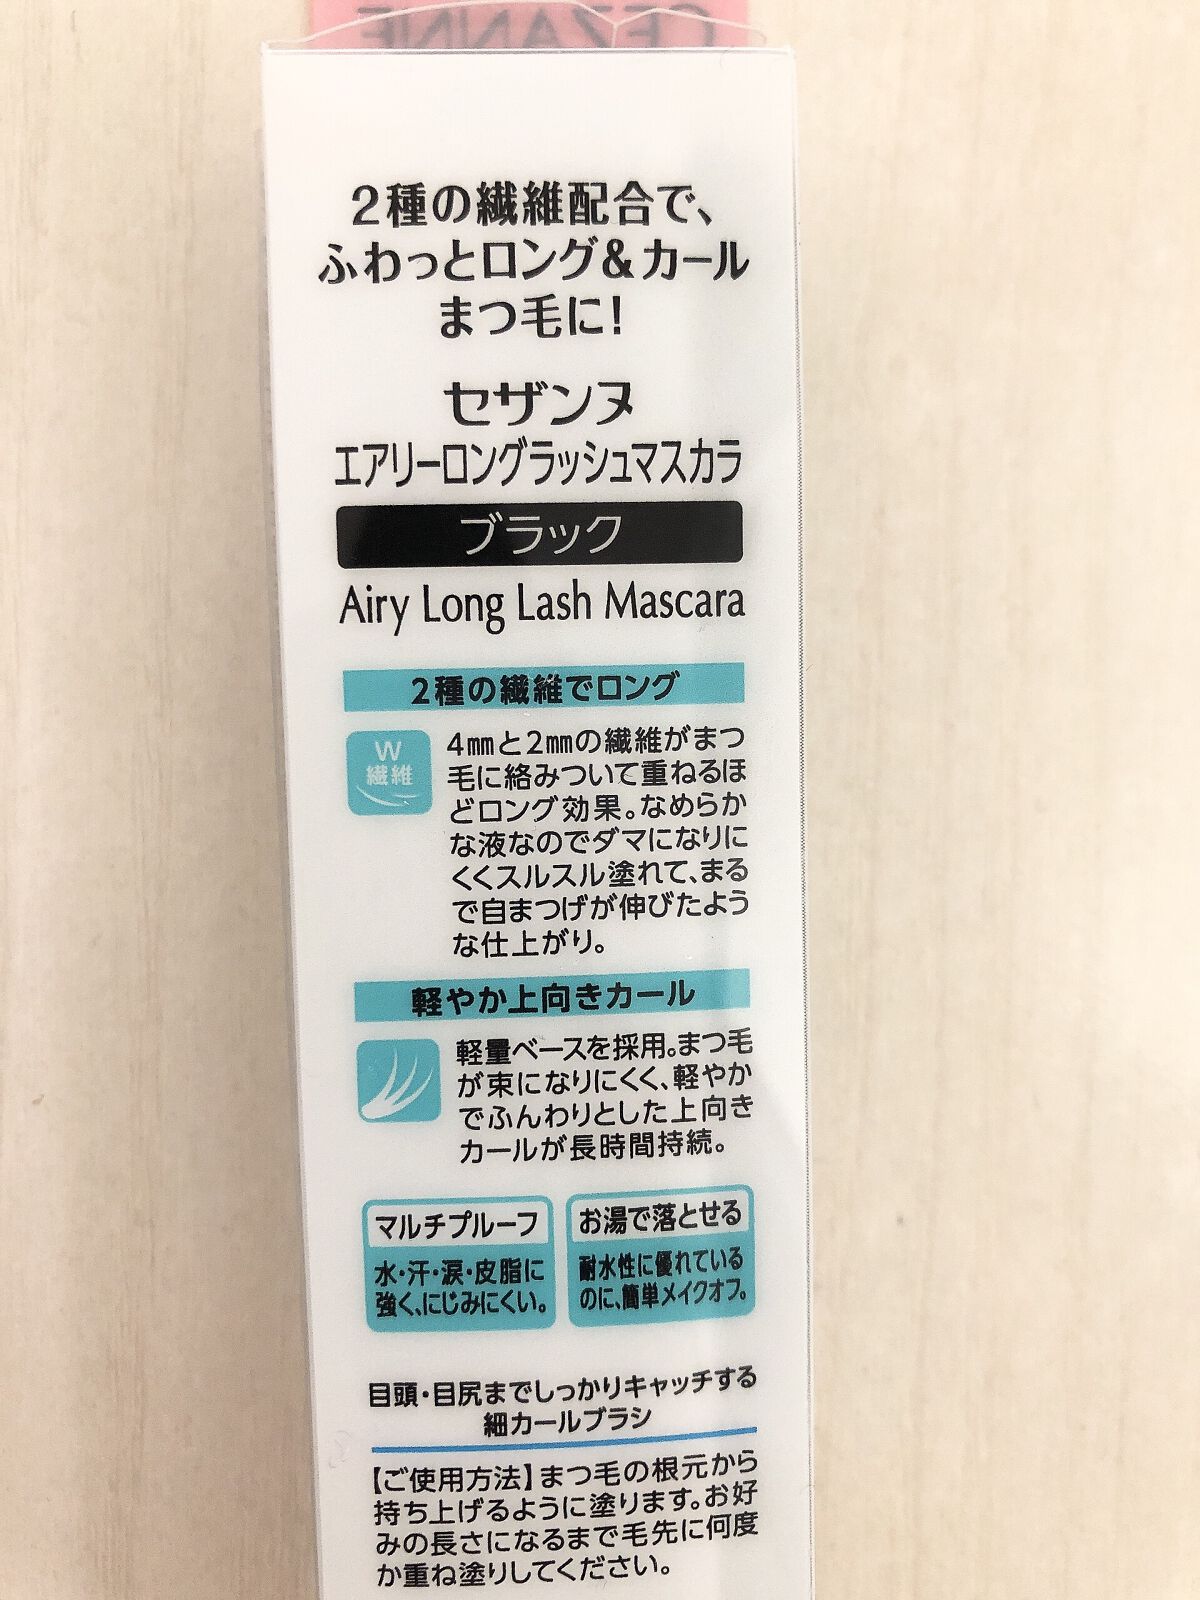 CEZANNE
2種の繊維配合で、
ふわっとロング&カール
まつ毛に!
セザンヌ
エアリーロングラッシュマスカラ
ブラック
Airy Long Lash Mascara
2種の繊維でロング
W
繊維
4㎜と2㎜の繊維がまつ
毛に絡みついて重ねるほ
どロング効果。なめらか
な液なのでダマになりに
くくスルスル塗れて、まる
で自まつげが伸びたよう
な仕上がり。
軽やか上向きカール
軽量ベースを採用。まつ毛
が束になりにくく、軽やか
でふんわりとした上向き
カールが長時間持続。
マルチプルーフ
水・汗・涙・皮脂に
強く、にじみにくい。
お湯で落とせる
耐水性に優れている
のに、簡単メイクオフ。
目頭・目尻までしっかりキャッチする
細カールブラシ
【ご使用方法】まつ毛の根元から
持ち上げるように塗ります。お好
みの長さになるまで毛先に何度
か重ね塗りしてください。